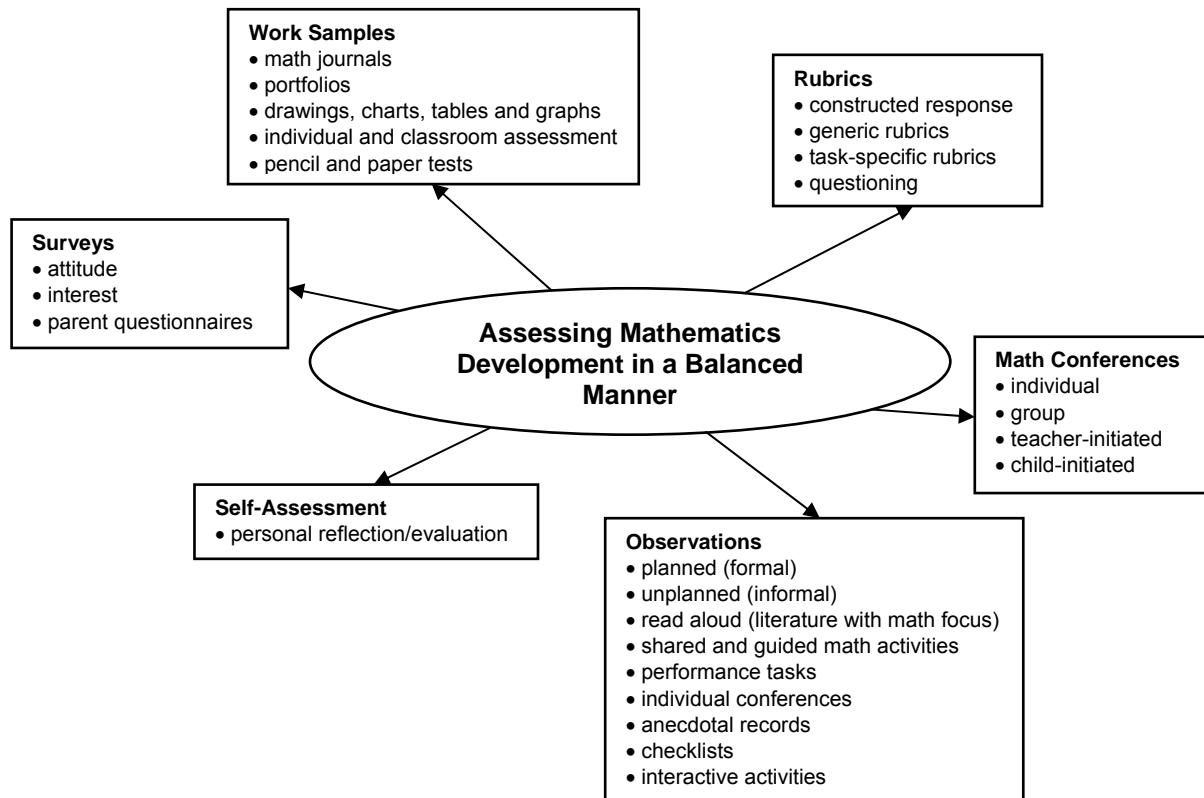 Work Samples
• math journals
• portfolios
• drawings, charts, tables and graphs
• individual and classroom assessment
• pencil and paper tests
Rubrics
• constructed response
• generic rubrics
• task-specific rubrics
• questioning
Surveys
• attitude
• interest
• parent questionnaires
Assessing Mathematics
Development in a Balanced
Manner
Math Conferences
• individual
• group
• teacher-initiated
• child-initiated
Self-Assessment
• personal reflection/evaluation
Observations
• planned (formal)
• unplanned (informal)
• read aloud (literature with math focus)
• shared and guided math activities
• performance tasks
• individual conferences
• anecdotal records
• checklists
• interactive activities